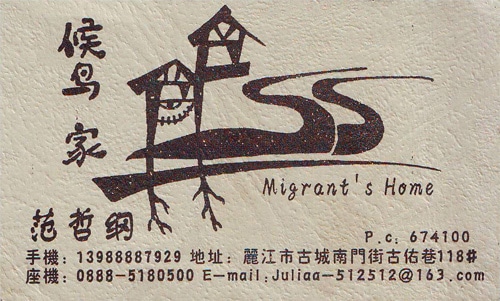 候鸟家
Migrant's Home
范哲綱
P.c: 674100
手機: 13988887929 地址: 麗江市古城南門街古佑巷118#
座機: 0888-5180500 E-mail:Juliaa-512512@163.com